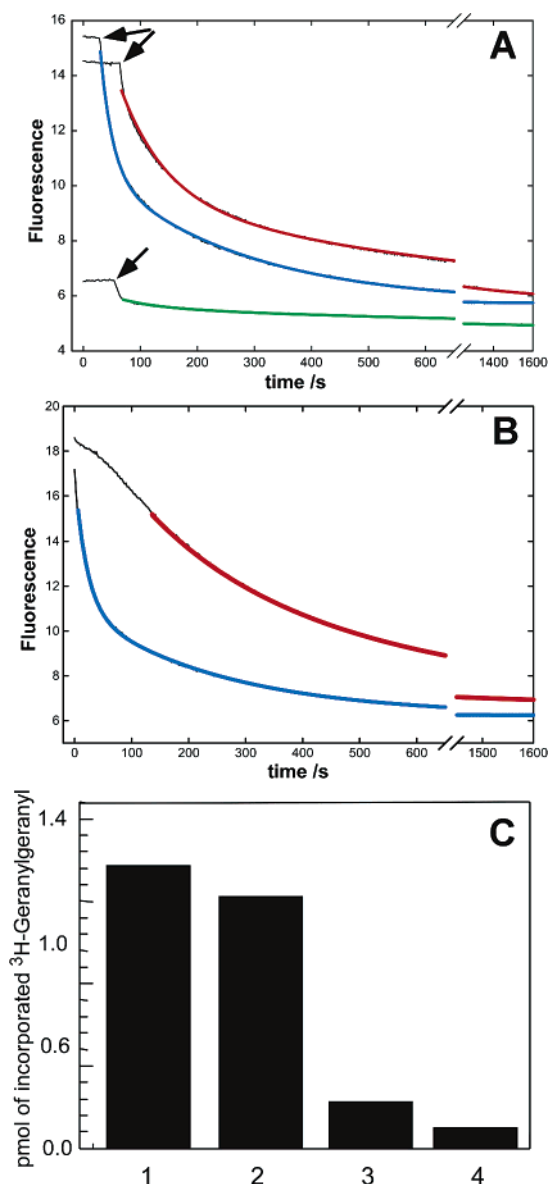 A
16
14
12
10
8
6
4
Fluorescence
0 100 200 300 400 500 600 1400 1600
time /s
B
20
18
16
14
12
10
8
6
Fluorescence
0 100 200 300 400 500 600 1500 1600
time /s
C
1.4
1.0
0.6
0.0
pmol of incorporated ³H-Geranylgeranyl
1 2 3 4